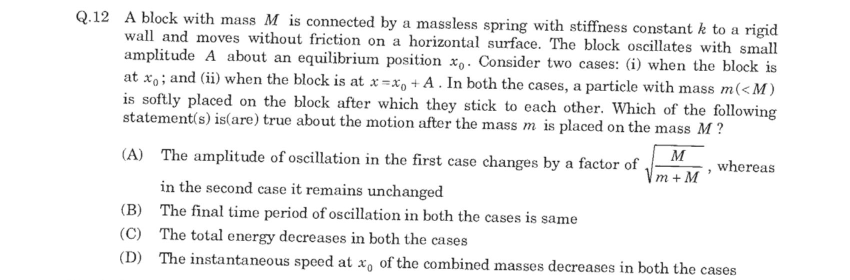 Q.12 A block with mass M is connected by a massless spring with stiffness constant k to a rigid
wall and moves without friction on a horizontal surface. The block oscillates with small
amplitude A about an equilibrium position x₀. Consider two cases: (i) when the block is
at x₀; and (ii) when the block is at x = x₀ + A. In both the cases, a particle with mass m(<M)
is softly placed on the block after which they stick to each other. Which of the following
statement(s) is(are) true about the motion after the mass m is placed on the mass M?
(A) The amplitude of oscillation in the first case changes by a factor of √(M/(m + M)), whereas
in the second case it remains unchanged
(B) The final time period of oscillation in both the cases is same
(C) The total energy decreases in both the cases
(D) The instantaneous speed at x₀ of the combined masses decreases in both the cases